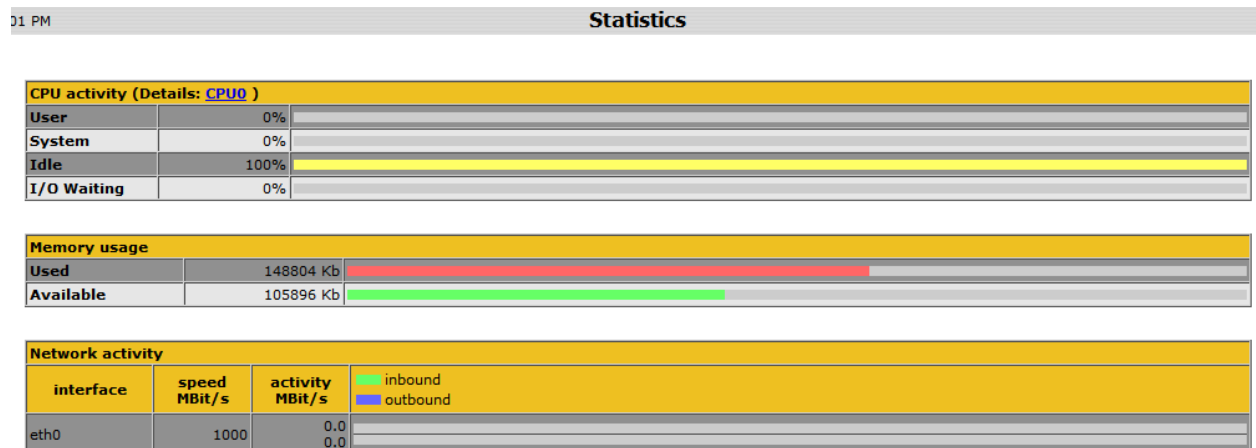 01 PM Statistics
CPU activity (Details: CPU0 )
User 0%
System 0%
Idle 100%
I/O Waiting 0%
Memory usage
Used 148804 Kb
Available 105896 Kb
Network activity
interface speed MBit/s activity MBit/s inbound
outbound
eth0 1000 0.0
0.0